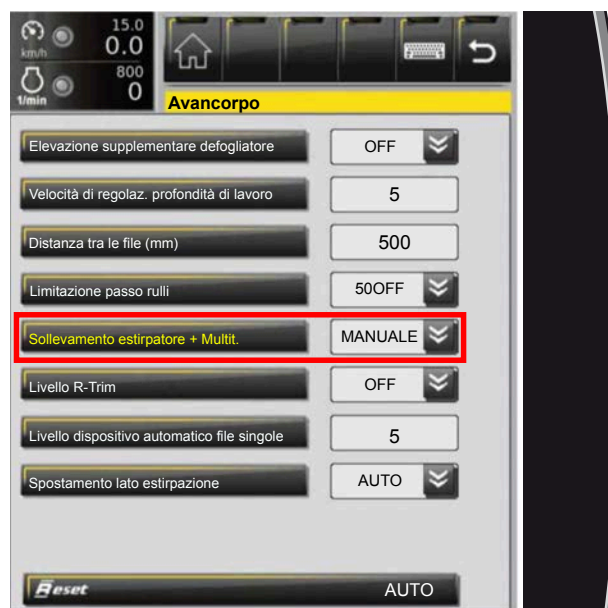 km/h 15.0
0.0
1/min 800
0
Avancorpo
Elevazione supplementare defogliatore OFF
Velocità di regolaz. profondità di lavoro 5
Distanza tra le file (mm) 500
Limitazione passo rulli 50OFF
Sollevamento estirpatore + Multit. MANUALE
Livello R-Trim OFF
Livello dispositivo automatico file singole 5
Spostamento lato estirpazione AUTO
Reset AUTO